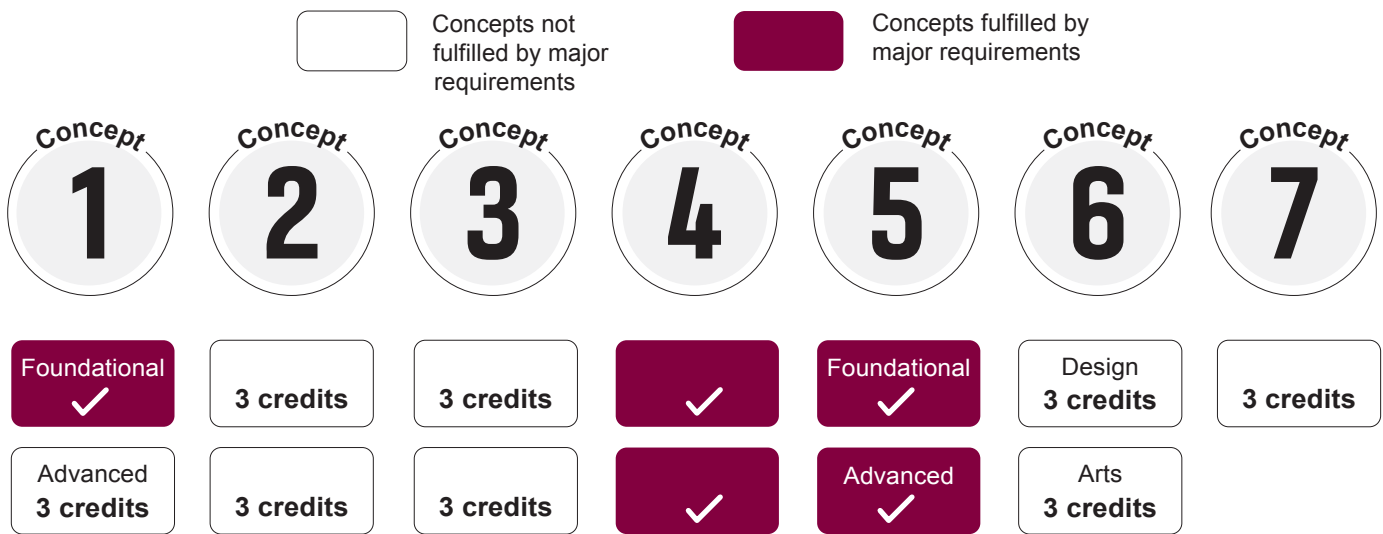 Concepts not
fulfilled by major
requirements
Concepts fulfilled by
major requirements
Concept Concept Concept Concept Concept Concept Concept
1 2 3 4 5 6 7
Foundational Foundational Design
✓ 3 credits 3 credits ✓ ✓ 3 credits 3 credits
Advanced Advanced Arts
3 credits 3 credits 3 credits ✓ ✓ 3 credits